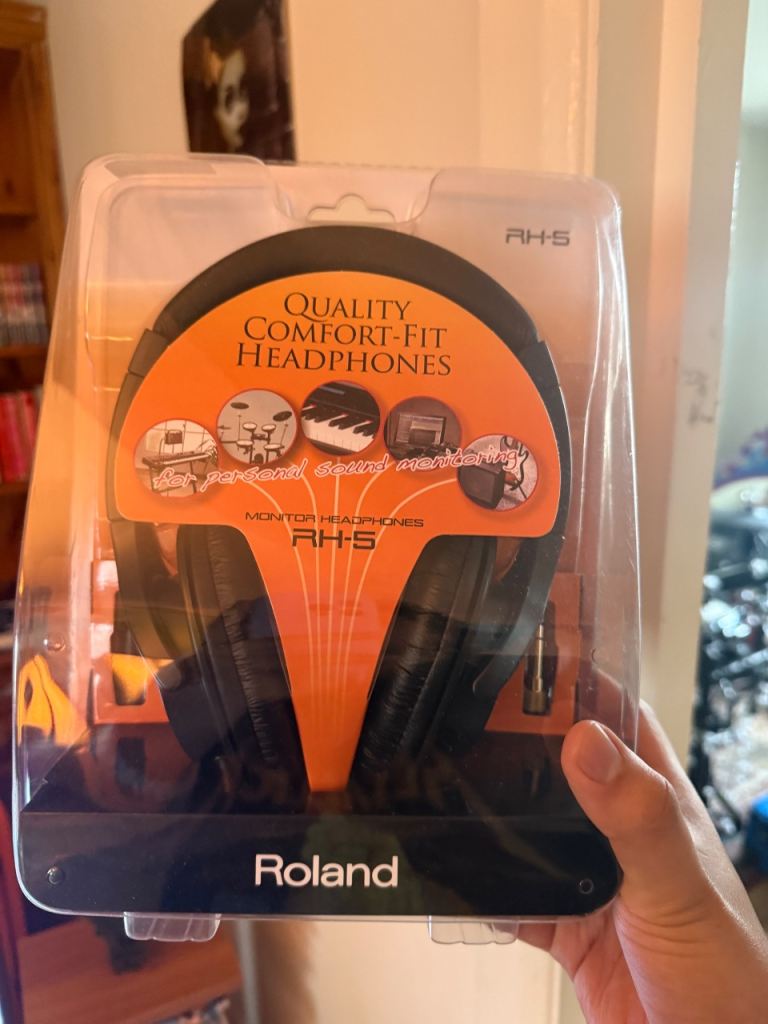 RH-5
QUALITY
COMFORT-FIT
HEADPHONES
for personal sound monitoring
MONITOR HEADPHONES
RH-5
Roland